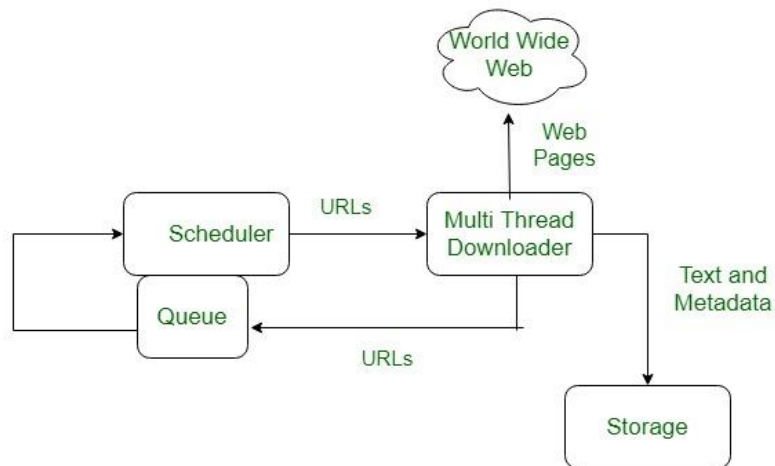 World Wide
Web
Web
Pages
URLs
Scheduler
Multi Thread
Downloader
Text and
Metadata
Queue
URLs
Storage